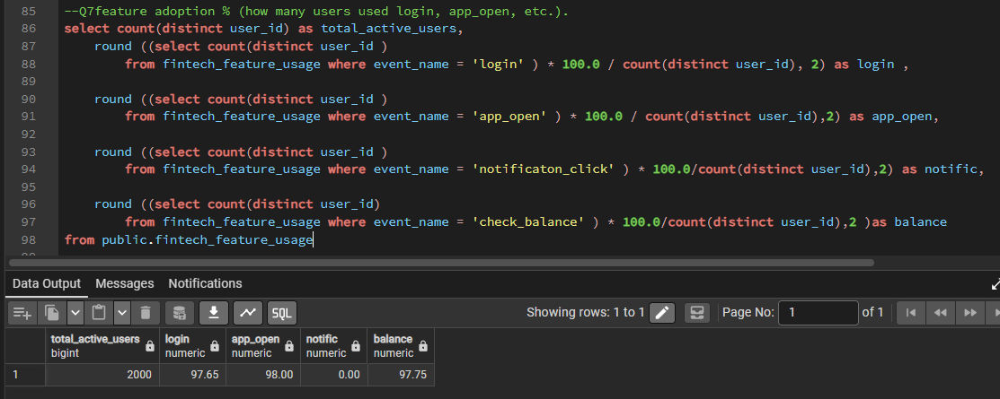 85 --Q7feature adoption % (how many users used login, app_open, etc.).
86 select count(distinct user_id) as total_active_users,
87 round ((select count(distinct user_id )
88 from fintech_feature_usage where event_name = 'login' ) * 100.0 / count(distinct user_id), 2) as login ,
89
90 round ((select count(distinct user_id )
91 from fintech_feature_usage where event_name = 'app_open' ) * 100.0 / count(distinct user_id),2) as app_open,
92
93 round ((select count(distinct user_id )
94 from fintech_feature_usage where event_name = 'notificaton_click' ) * 100.0/count(distinct user_id),2) as notific,
95
96 round ((select count(distinct user_id)
97 from fintech_feature_usage where event_name = 'check_balance' ) * 100.0/count(distinct user_id),2 )as balance
98 from public.fintech_feature_usage
Data Output Messages Notifications
SQL Showing rows: 1 to 1 Page No: 1 of 1
total_active_users login app_open notific balance
bigint numeric numeric numeric numeric
1 2000 97.65 98.00 0.00 97.75